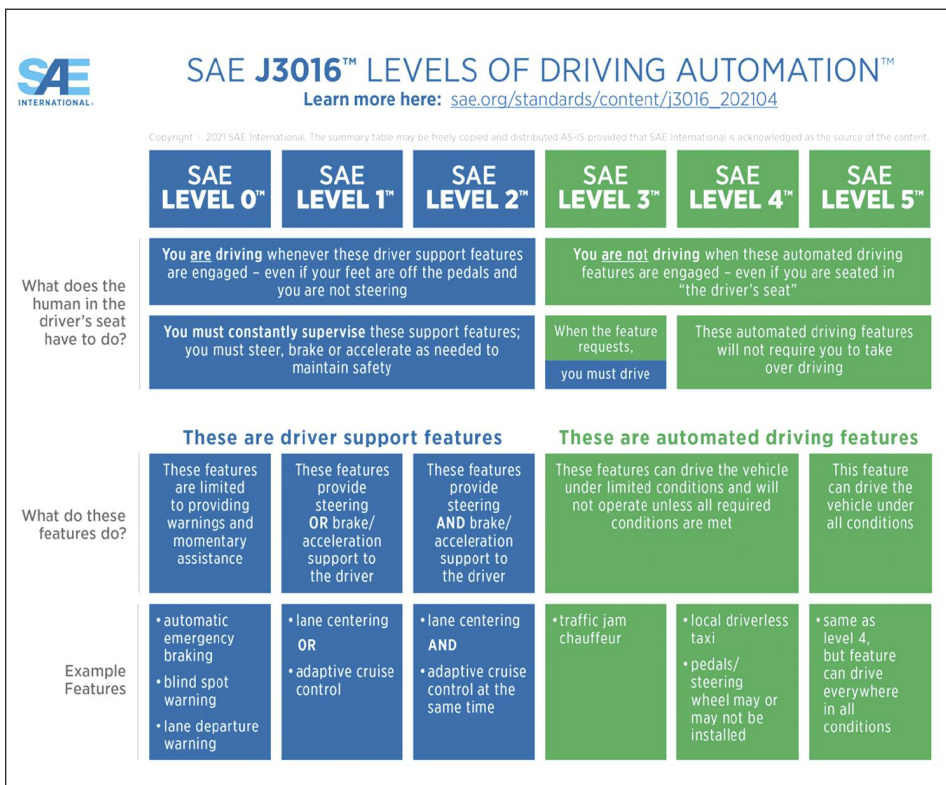 SAE
INTERNATIONAL®
SAE J3016™ LEVELS OF DRIVING AUTOMATION™
Learn more here: sae.org/standards/content/j3016_202104
Copyright © 2021 SAE International. The summary table may be freely copied and distributed AS-IS provided that SAE International is acknowledged as the source of the content.
SAE
LEVEL 0™
SAE
LEVEL 1™
SAE
LEVEL 2™
SAE
LEVEL 3™
SAE
LEVEL 4™
SAE
LEVEL 5™
What does the
human in the
driver's seat
have to do?
You are driving whenever these driver support features
are engaged – even if your feet are off the pedals and
you are not steering
You are not driving when these automated driving
features are engaged – even if you are seated in
"the driver's seat"
You must constantly supervise these support features;
you must steer, brake or accelerate as needed to
maintain safety
When the feature
requests,
you must drive
These automated driving features
will not require you to take
over driving
These are driver support features
These are automated driving features
What do these
features do?
These features
are limited
to providing
warnings and
momentary
assistance
These features
provide
steering
OR brake/
acceleration
support to
the driver
These features
provide
steering
AND brake/
acceleration
support to
the driver
These features can drive the vehicle
under limited conditions and will
not operate unless all required
conditions are met
This feature
can drive the
vehicle under
all conditions
Example
Features
• automatic
emergency
braking
• blind spot
warning
• lane departure
warning
• lane centering
OR
• adaptive cruise
control
• lane centering
AND
• adaptive cruise
control at the
same time
• traffic jam
chauffeur
• local driverless
taxi
• pedals/
steering
wheel may or
may not be
installed
• same as
level 4,
but feature
can drive
everywhere
in all
conditions